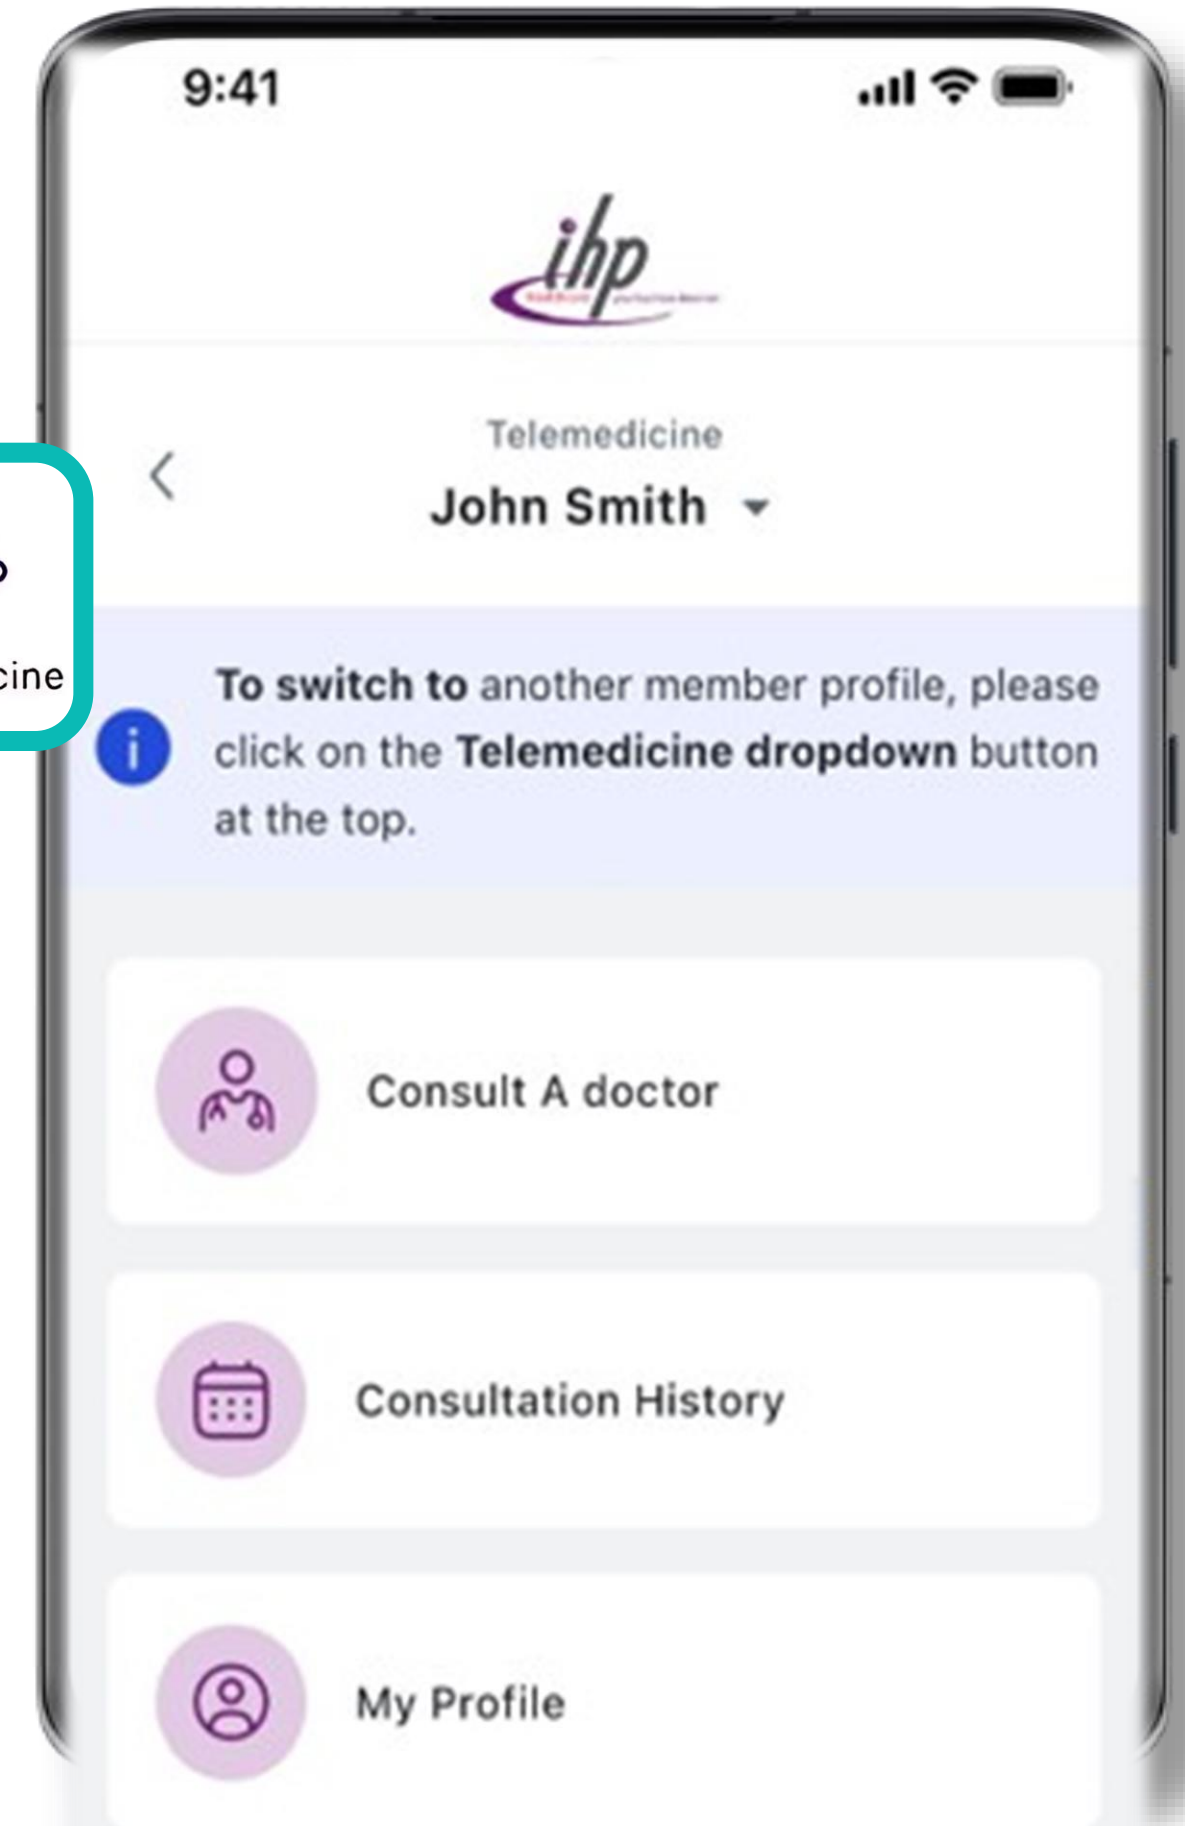 9:41
ihp
Telemedicine
John Smith
cine
To switch to another member profile, please
click on the Telemedicine dropdown button
at the top.
Consult A doctor
Consultation History
My Profile